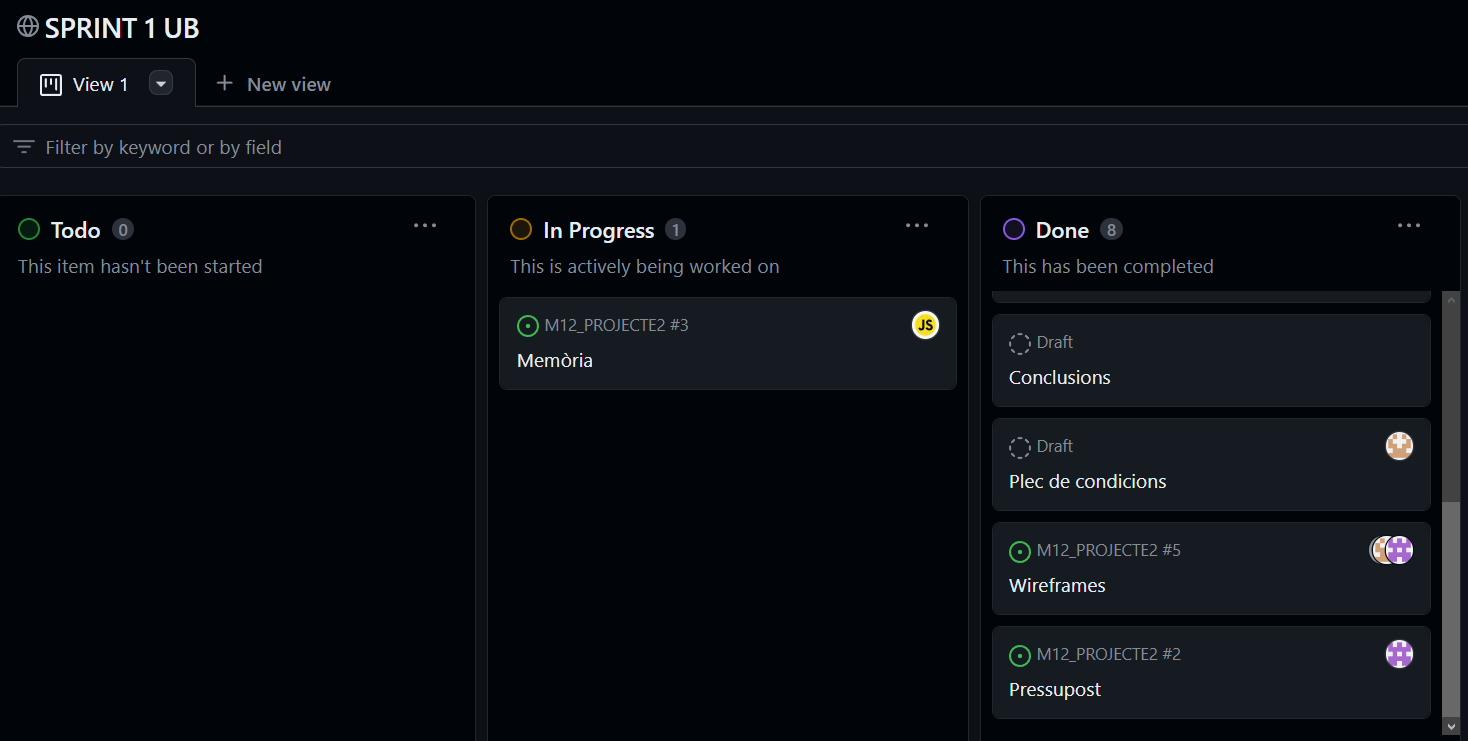 SPRINT 1 UB
View 1
New view
Filter by keyword or by field
Todo 0
This item hasn't been started
In Progress 1
This is actively being worked on
M12_PROJECTE2 #3
JS
Memòria
Done 8
This has been completed
Draft
Conclusions
Draft
Plec de condicions
M12_PROJECTE2 #5
Wireframes
M12_PROJECTE2 #2
Pressupost